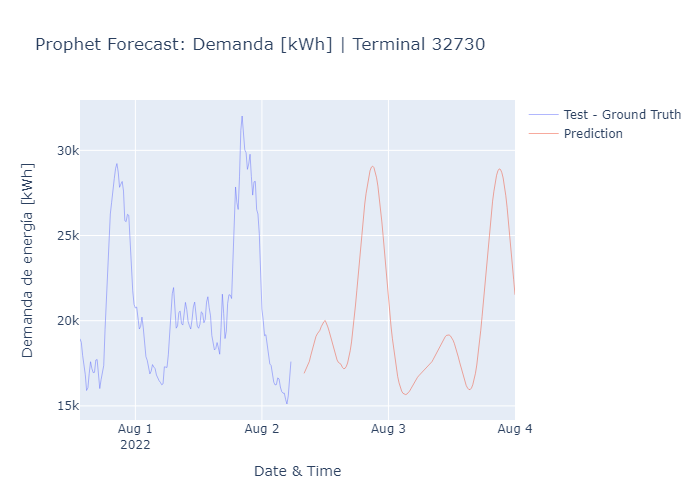 Prophet Forecast: Demanda [kWh] | Terminal 32730
Test - Ground Truth
Prediction
Demanda de energía [kWh]
30k
25k
20k
15k
Aug 1
2022
Aug 2
Aug 3
Aug 4
Date & Time